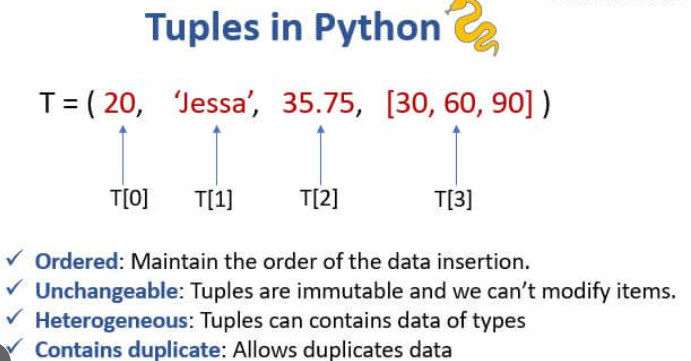 Tuples in Python
T = ( 20, ‘Jessa’, 35.75, [30, 60, 90] )
T[0] T[1] T[2] T[3]
✓ Ordered: Maintain the order of the data insertion.
✓ Unchangeable: Tuples are immutable and we can’t modify items.
✓ Heterogeneous: Tuples can contains data of types
✓ Contains duplicate: Allows duplicates data